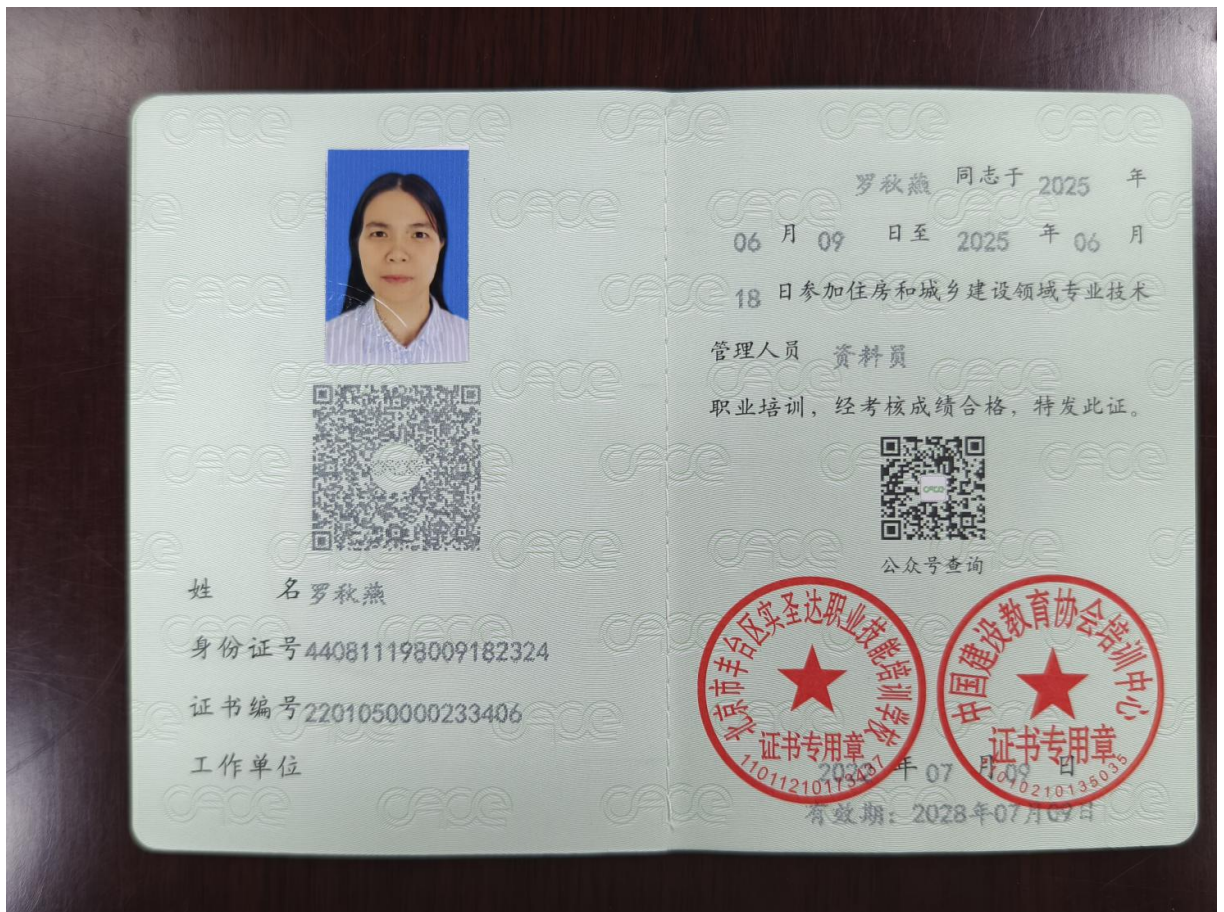 姓 名 罗秋燕
身份证号 440811198009182324
证书编号 2201050000233406
工作单位
罗秋燕 同志于 2025 年
06 月 09 日至 2025 年 06 月
18 日参加住房和城乡建设领域专业技术
管理人员 资料员
职业培训，经考核成绩合格，特发此证。
公众号查询
北京市丰台区实圣达职业技能培训学校
证书专用章
中国建设教育协会培训中心
证书专用章
年 07 月 09 日
有效期：2028年07月09日